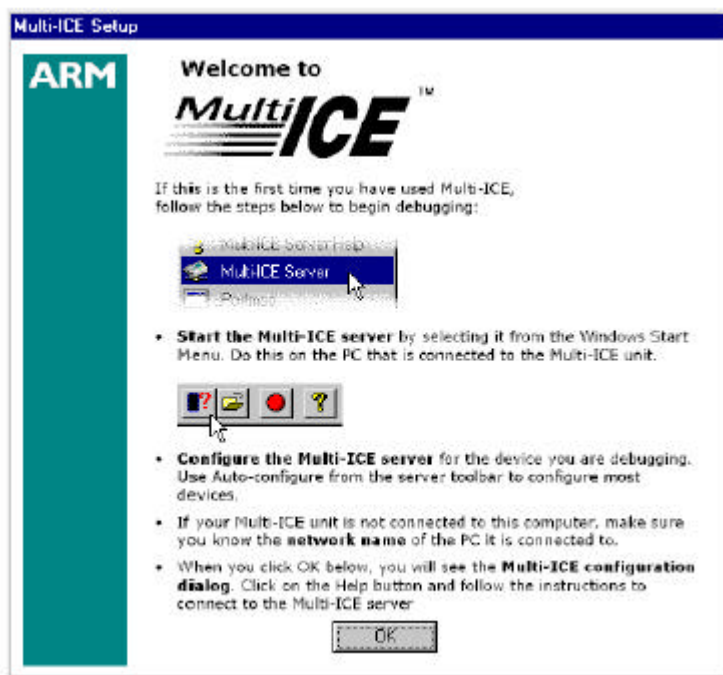 Multi-ICE Setup
ARM
Welcome to
Multi ICE ™
If this is the first time you have used Multi-ICE,
follow the steps below to begin debugging:
Multi-ICE Server Help
Multi-ICE Server
Portmap
• Start the Multi-ICE server by selecting it from the Windows Start
Menu. Do this on the PC that is connected to the Multi-ICE unit.
• Configure the Multi-ICE server for the device you are debugging.
Use Auto-configure from the server toolbar to configure most
devices.
• If your Multi-ICE unit is not connected to this computer, make sure
you know the network name of the PC it is connected to.
• When you click OK below, you will see the Multi-ICE configuration
dialog. Click on the Help button and follow the instructions to
connect to the Multi-ICE server
OK